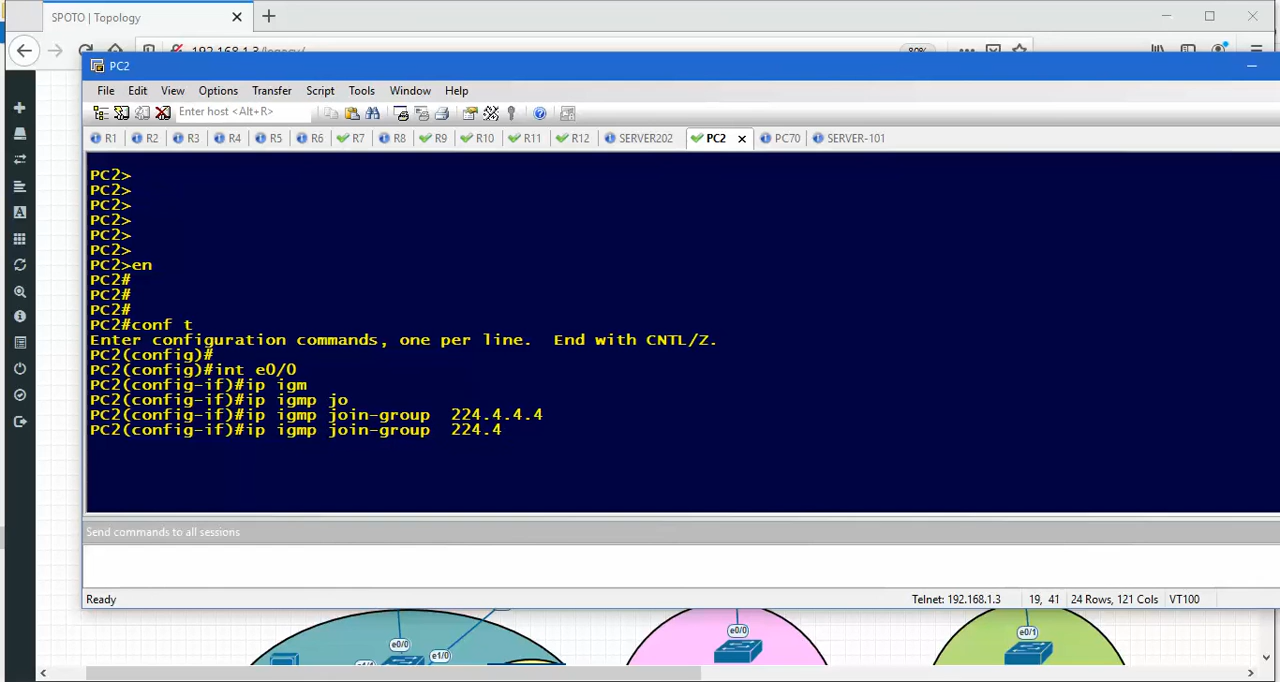 SPOTO | Topology
192.168.1.3/legacy/
80%
PC2
File Edit View Options Transfer Script Tools Window Help
Enter host <Alt+R>
R1 R2 R3 R4 R5 R6 R7 R8 R9 R10 R11 R12 SERVER202 PC2 PC70 SERVER-101
PC2>
PC2>
PC2>
PC2>
PC2>
PC2>
PC2>en
PC2#
PC2#
PC2#
PC2#conf t
Enter configuration commands, one per line.  End with CNTL/Z.
PC2(config)#
PC2(config)#int e0/0
PC2(config-if)#ip igm
PC2(config-if)#ip igmp jo
PC2(config-if)#ip igmp join-group  224.4.4.4
PC2(config-if)#ip igmp join-group  224.4
Send commands to all sessions
Ready Telnet: 192.168.1.3 19, 41 24 Rows, 121 Cols VT100
e0/0 e0/0 e0/1
e1/0